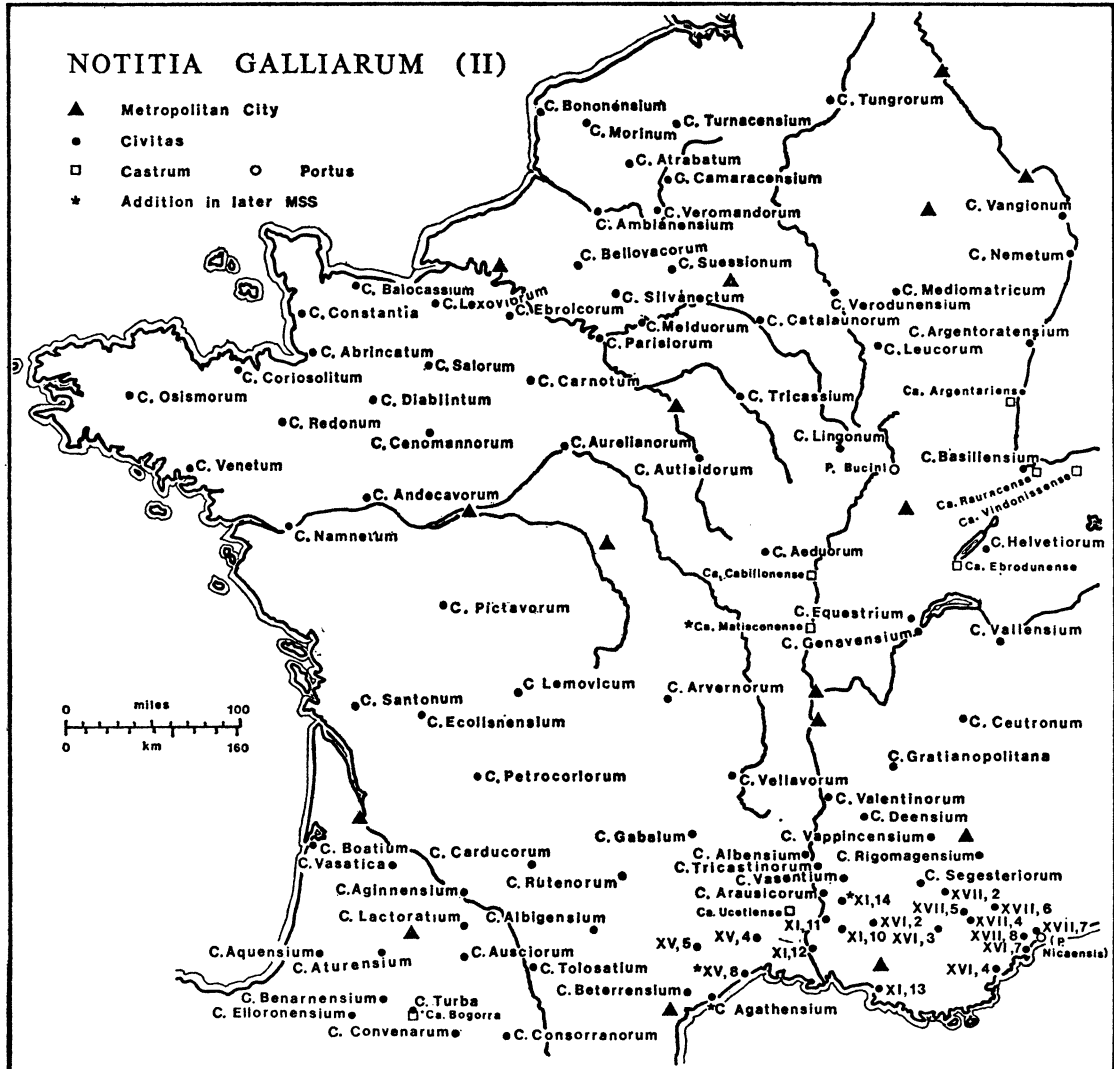 NOTITIA GALLIARUM (II)
Metropolitan City
Civitas
Castrum
Portus
Addition in later MSS
C. Tungrorum
C. Bononensium
C. Morinum
C. Turnacensium
C. Atrabatum
C. Camaracensium
C. Vangionum
C. Ambianensium
C. Veromandorum
C. Nemetum
C. Bellovacorum
C. Suessionum
C. Balocassium
C. Lexoviorum
C. Silvanectum
C. Mediomatricum
C. Verodunensium
C. Constantia
C. Ebroicorum
C. Melduorum
C. Catalaunorum
C. Argentoratensium
C. Parisiorum
C. Leucorum
C. Abrincatum
C. Salorum
C. Coriosolitum
C. Carnotum
C. Osismorum
C. Diablintum
C. Tricassium
Ca. Argentariense
C. Redonum
C. Cenomannorum
C. Aurelianorum
C. Lingonum
C. Autisidorum
P. Bucini
C. Basiliensium
C. Venetum
Ca. Rauracense
Ca. Vindonissense
C. Andecavorum
C. Namnetum
C. Aeduorum
C. Helvetiorum
Ca. Cabillonense
Ca. Ebrodunense
C. Pictavorum
C. Equestrium
*Ca. Matisconense
C. Genavensium
C. Vallensium
C. Lemovicum
C. Arvernorum
miles
0 100
0 km 160
C. Santonum
C. Ecolisnensium
C. Ceutronum
C. Gratianopolitana
C. Petrocoriorum
C. Vellavorum
C. Valentinorum
C. Deensium
C. Gabalum
C. Vappincensium
C. Boatium
C. Vasatica
C. Carducorum
C. Albensium
C. Rigomagensium
C. Tricastinorum
C. Rutenorum
C. Vasentium
C. Segesteriorum
C. Aginnensium
C. Arausicorum
*XI,14
XVII, 2
C. Lactoratium
C. Albigensium
Ca. Uceliense
XI,11
XVI, 2
XVII, 5
XVII, 6
XVII, 4
XV, 5
XV, 4
XI, 10
XVI, 3
XVII, 8
XVII, 7
(P. Nicaensis)
C. Aquensium
C. Aturensium
C. Ausciorum
XI,12
XVI, 7
C. Tolosatium
*XV, 8
XVI, 4
C. Benarnensium
C. Beterrensium
XI, 13
C. Turba
C. Elloronensium
*Ca. Bogorra
C. Agathensium
C. Convenarum
C. Consorranorum